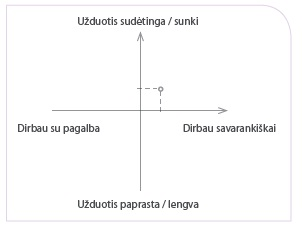 Užduotis sudėtinga / sunki
Dirbau su pagalba
Dirbau savarankiškai
Užduotis paprasta / lengva